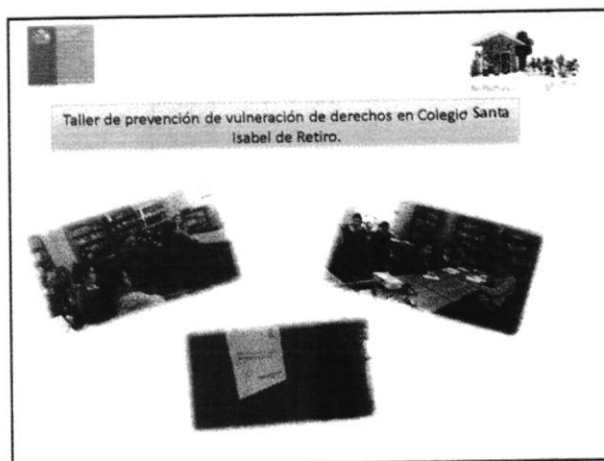 Taller de prevención de vulneración de derechos en Colegio Santa
Isabel de Retiro.